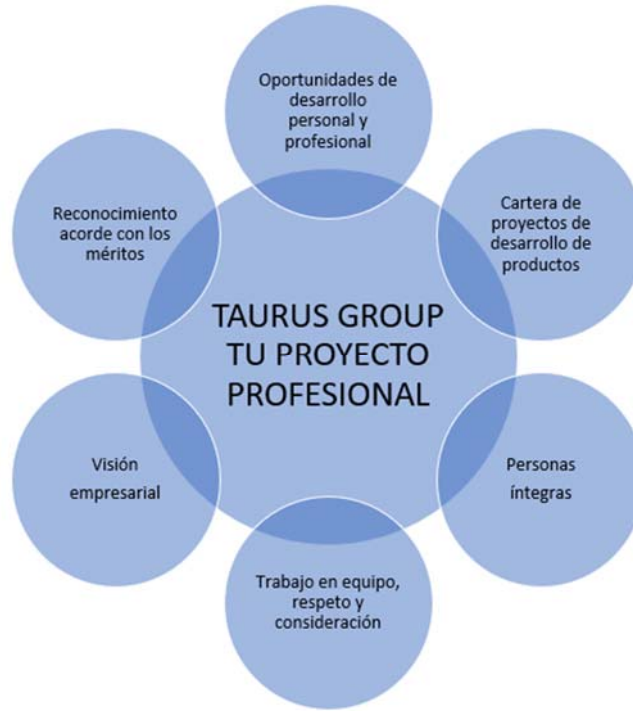 Oportunidades de
desarrollo
personal y
profesional
Cartera de
proyectos de
desarrollo de
productos
Reconocimiento
acorde con los
méritos
TAURUS GROUP
TU PROYECTO
PROFESIONAL
Visión
empresarial
Personas
íntegras
Trabajo en equipo,
respeto y
consideración